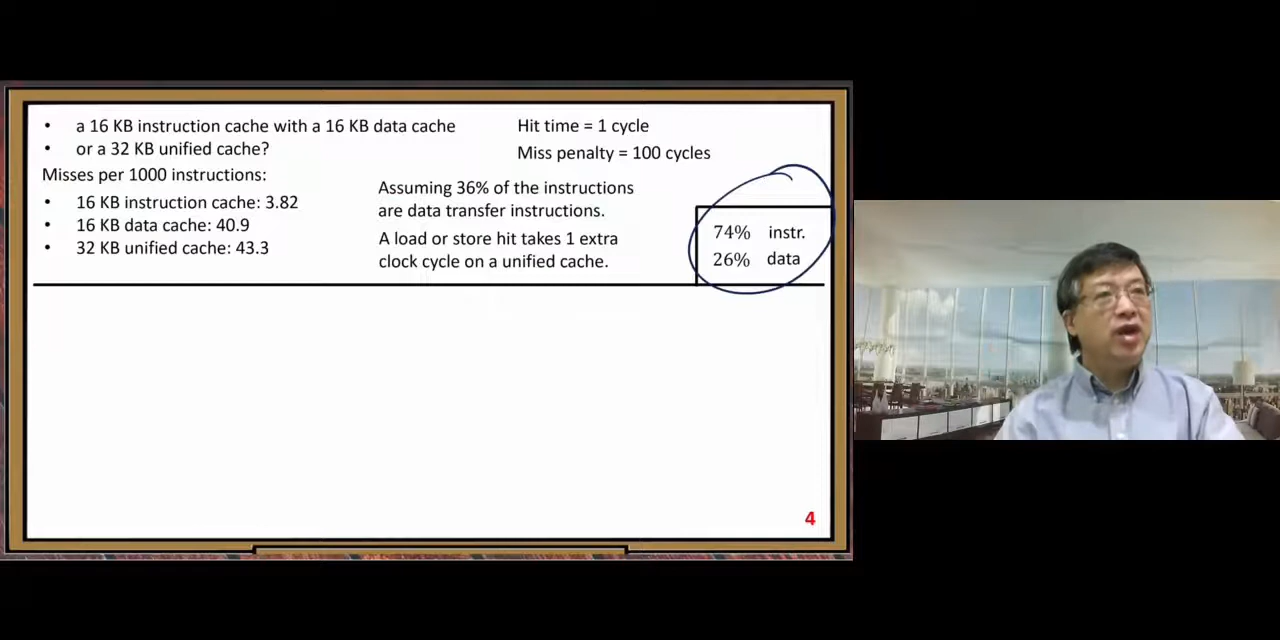 • a 16 KB instruction cache with a 16 KB data cache
• or a 32 KB unified cache?
Misses per 1000 instructions:
• 16 KB instruction cache: 3.82
• 16 KB data cache: 40.9
• 32 KB unified cache: 43.3
Hit time = 1 cycle
Miss penalty = 100 cycles
Assuming 36% of the instructions
are data transfer instructions.
A load or store hit takes 1 extra
clock cycle on a unified cache.
74% instr.
26% data
4